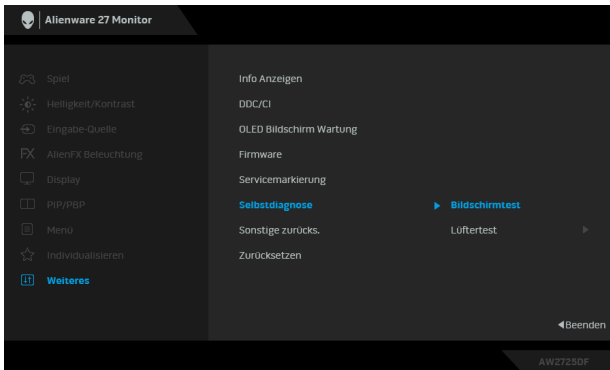 Alienware 27 Monitor
Spiel
Helligkeit/Kontrast
Eingabe-Quelle
FX AlienFX Beleuchtung
Display
PIP/PBP
Menü
Individualisieren
Weiteres
Info Anzeigen
DDC/CI
OLED Bildschirm Wartung
Firmware
Servicemarkierung
Selbstdiagnose
Sonstige zurücks.
Zurücksetzen
Bildschirmtest
Lüftertest
Beenden
AW2725DF